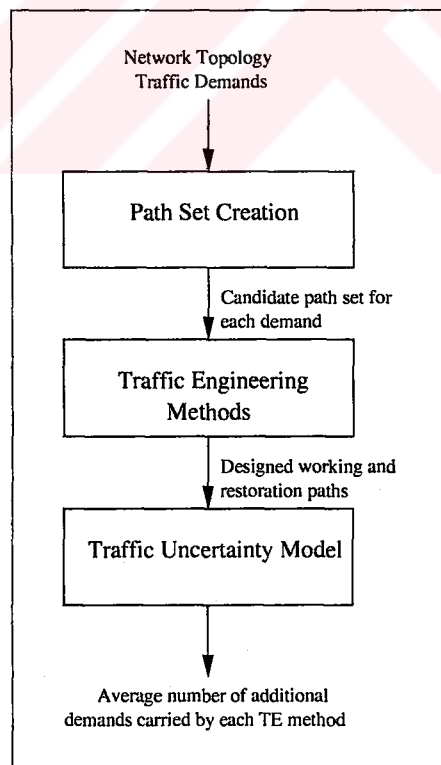 Network Topology
Traffic Demands
Path Set Creation
Candidate path set for
each demand
Traffic Engineering
Methods
Designed working and
restoration paths
Traffic Uncertainty Model
Average number of additional
demands carried by each TE method